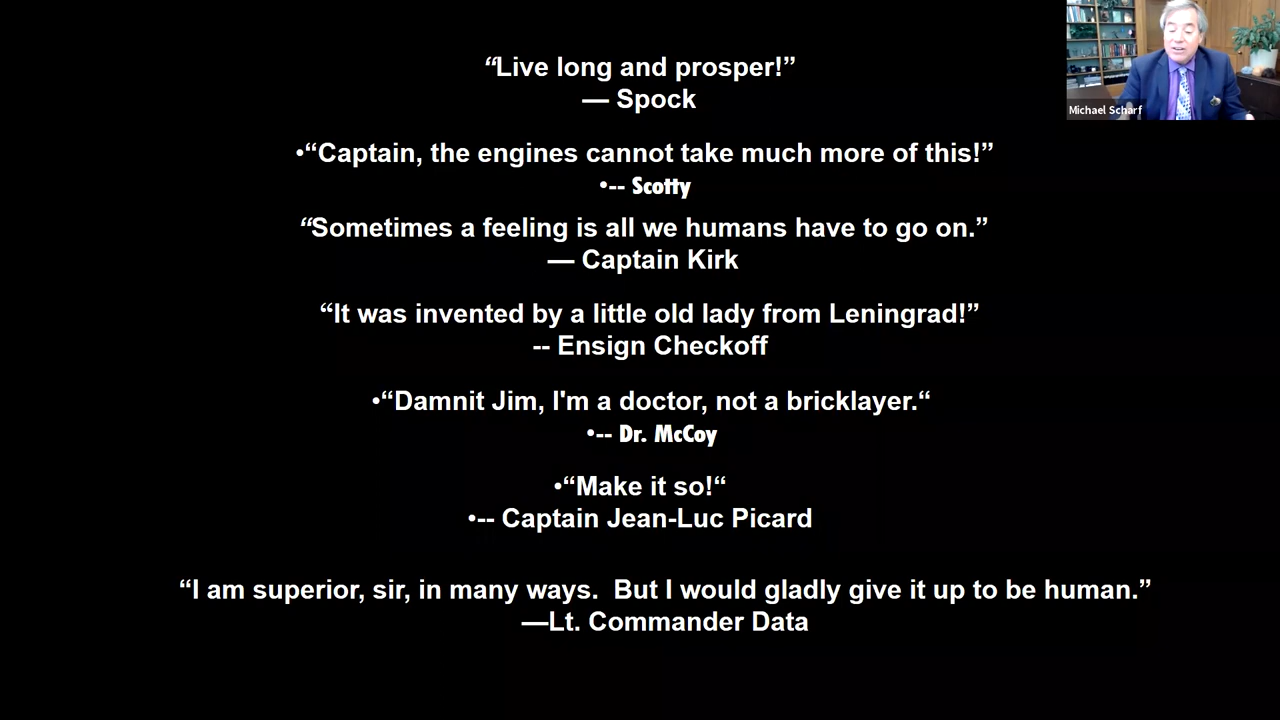 “Live long and prosper!”
— Spock
Michael Scharf
•“Captain, the engines cannot take much more of this!”
•-- Scotty
“Sometimes a feeling is all we humans have to go on.”
— Captain Kirk
“It was invented by a little old lady from Leningrad!”
-- Ensign Checkoff
•“Damnit Jim, I'm a doctor, not a bricklayer.“
•-- Dr. McCoy
•“Make it so!“
•-- Captain Jean-Luc Picard
“I am superior, sir, in many ways.  But I would gladly give it up to be human.”
—Lt. Commander Data